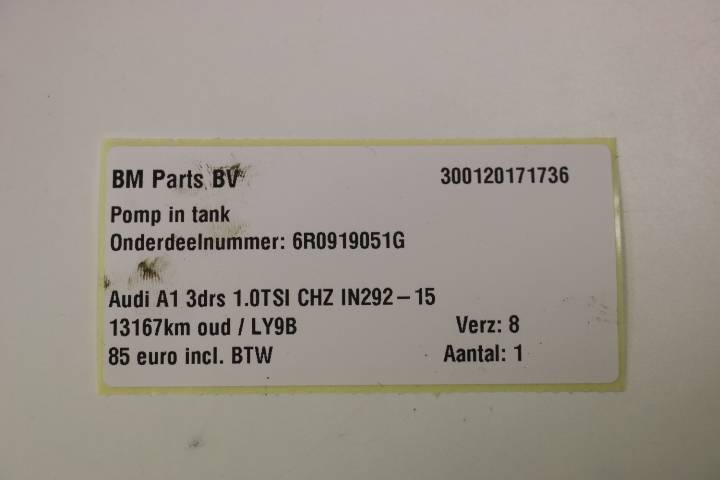 BM Parts BV 300120171736
Pomp in tank
Onderdeelnummer: 6R0919051G
Audi A1 3drs 1.0TSI CHZ IN292-15
13167km oud / LY9B Verz: 8
85 euro incl. BTW Aantal: 1